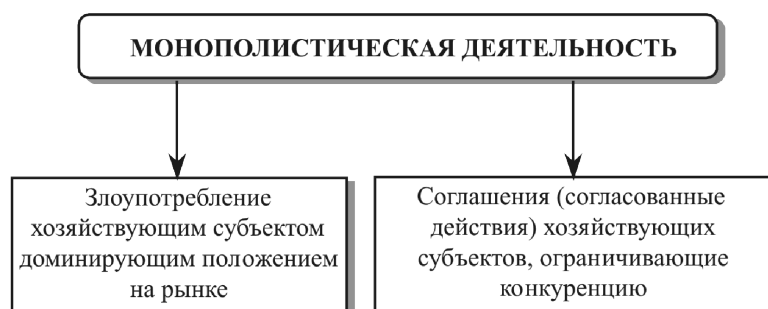 МОНОПОЛИСТИЧЕСКАЯ ДЕЯТЕЛЬНОСТЬ
Злоупотребление
хозяйствующим субъектом
доминирующим положением
на рынке
Соглашения (согласованные
действия) хозяйствующих
субъектов, ограничивающие
конкуренцию